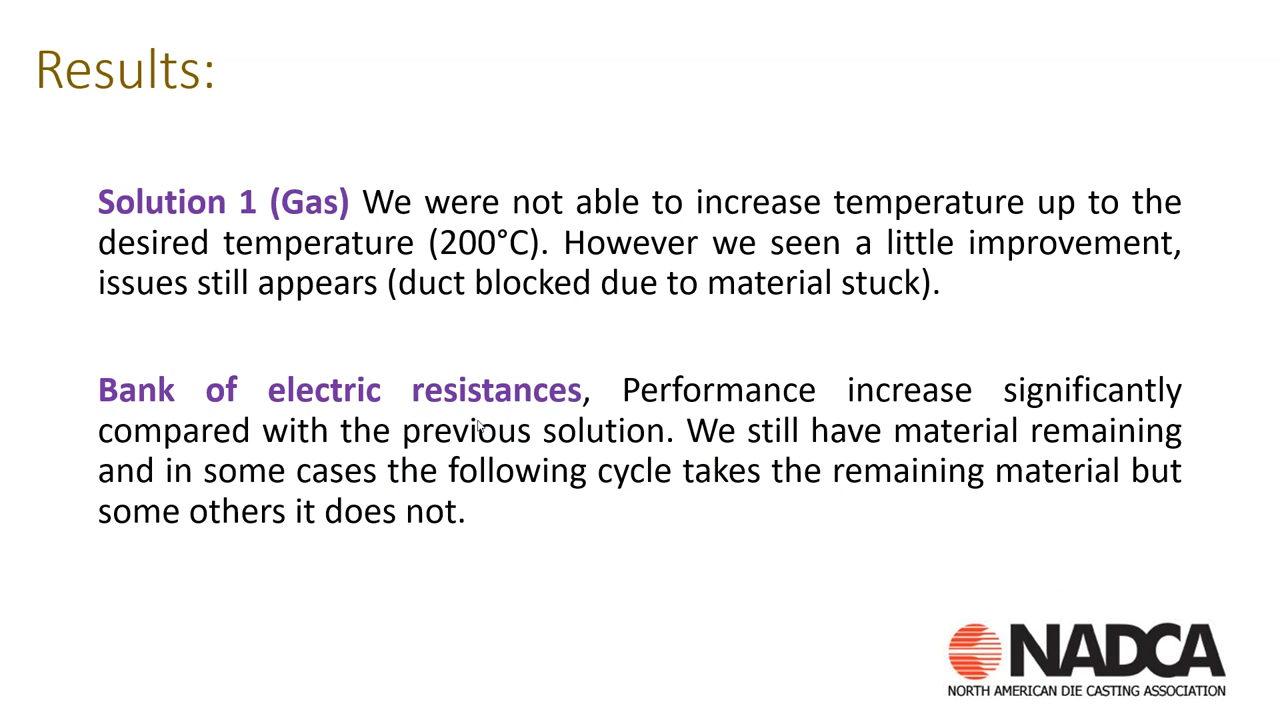 Results:
Solution 1 (Gas) We were not able to increase temperature up to the
desired temperature (200°C). However we seen a little improvement,
issues still appears (duct blocked due to material stuck).
Bank of electric resistances, Performance increase significantly
compared with the previous solution. We still have material remaining
and in some cases the following cycle takes the remaining material but
some others it does not.
NADCA
NORTH AMERICAN DIE CASTING ASSOCIATION